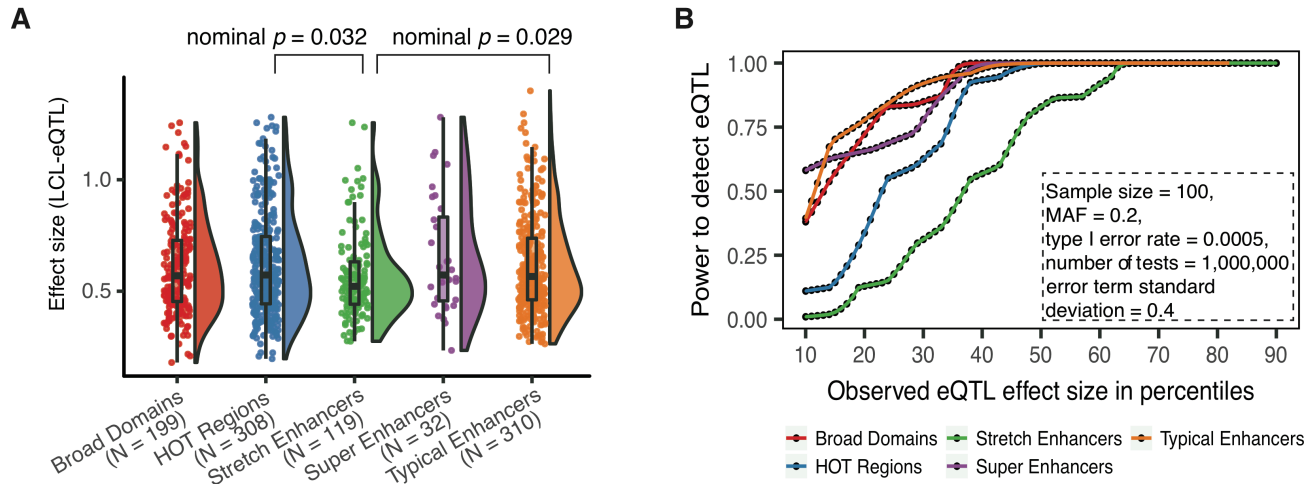 A
nominal p = 0.032
nominal p = 0.029
Effect size (LCL-eQTL)
1.0
0.5
Broad Domains
(N = 199)
HOT Regions
(N = 308)
Stretch Enhancers
(N = 119)
Super Enhancers
(N = 32)
Typical Enhancers
(N = 310)
B
Power to detect eQTL
1.00
0.75
0.50
0.25
0.00
Sample size = 100,
MAF = 0.2,
type I error rate = 0.0005,
number of tests = 1,000,000
error term standard
deviation = 0.4
10 20 30 40 50 60 70 80 90
Observed eQTL effect size in percentiles
Broad Domains Stretch Enhancers Typical Enhancers
HOT Regions Super Enhancers